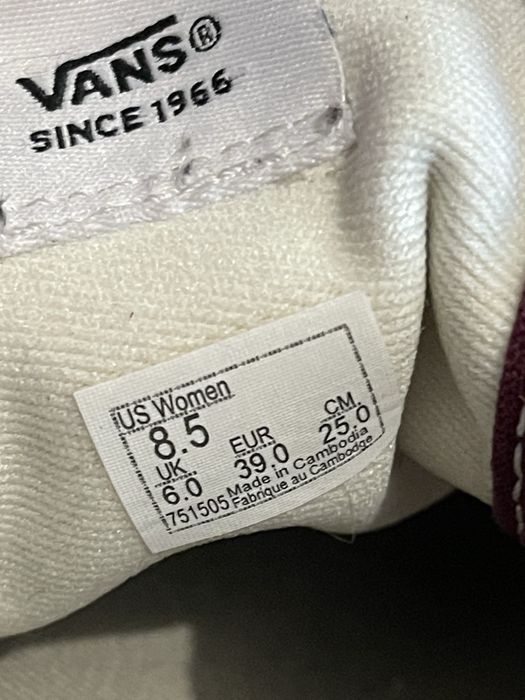 VANS®
SINCE 1966
US Women
8.5
UK EUR CM
6.0 39.0 25.0
751505 Made in Cambodia
Fabrique au Cambodge